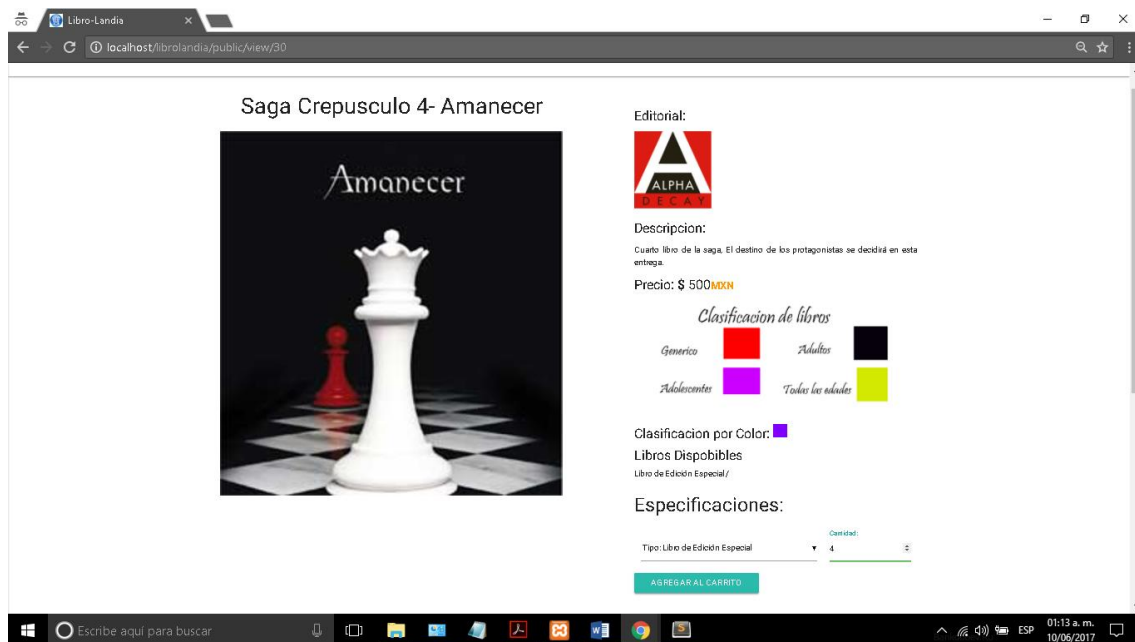 Libro-Landia
localhost/librolandia/public/view/30
Saga Crepusculo 4- Amanecer
Amanecer
Editorial:
ALPHA
DECAY
Descripcion:
Cuarto libro de la saga, El destino de los protagonistas se decidirá en esta
entrega.
Precio: $ 500MXN
Clasificacion de libros
Generico
Adultos
Adolescentes
Todas las edades
Clasificacion por Color:
Libros Dispobibles
Libro de Edición Especial/
Especificaciones:
Cantidad:
Tipo: Libro de Edición Especial
4
AGREGAR AL CARRITO
Escribe aquí para buscar
ESP
01:13 a. m.
10/06/2017